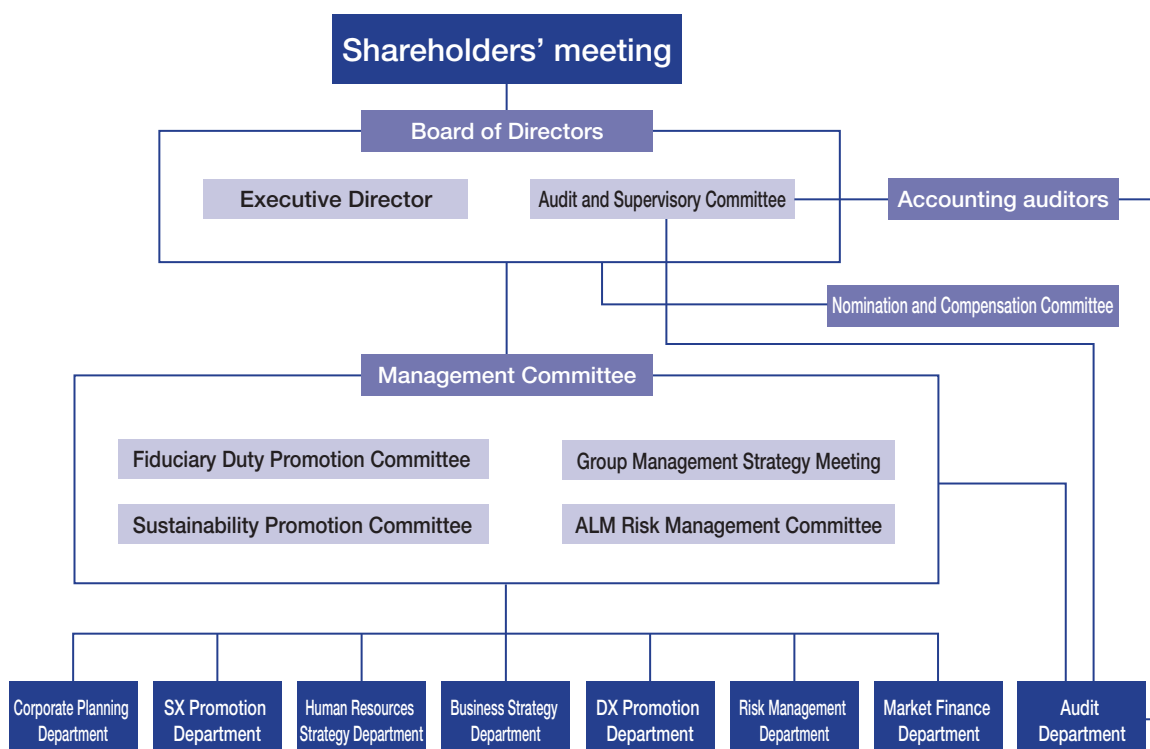 Shareholders’ meeting
Board of Directors
Executive Director
Audit and Supervisory Committee
Accounting auditors
Nomination and Compensation Committee
Management Committee
Fiduciary Duty Promotion Committee
Group Management Strategy Meeting
Sustainability Promotion Committee
ALM Risk Management Committee
Corporate Planning
Department
SX Promotion
Department
Human Resources
Strategy Department
Business Strategy
Department
DX Promotion
Department
Risk Management
Department
Market Finance
Department
Audit
Department